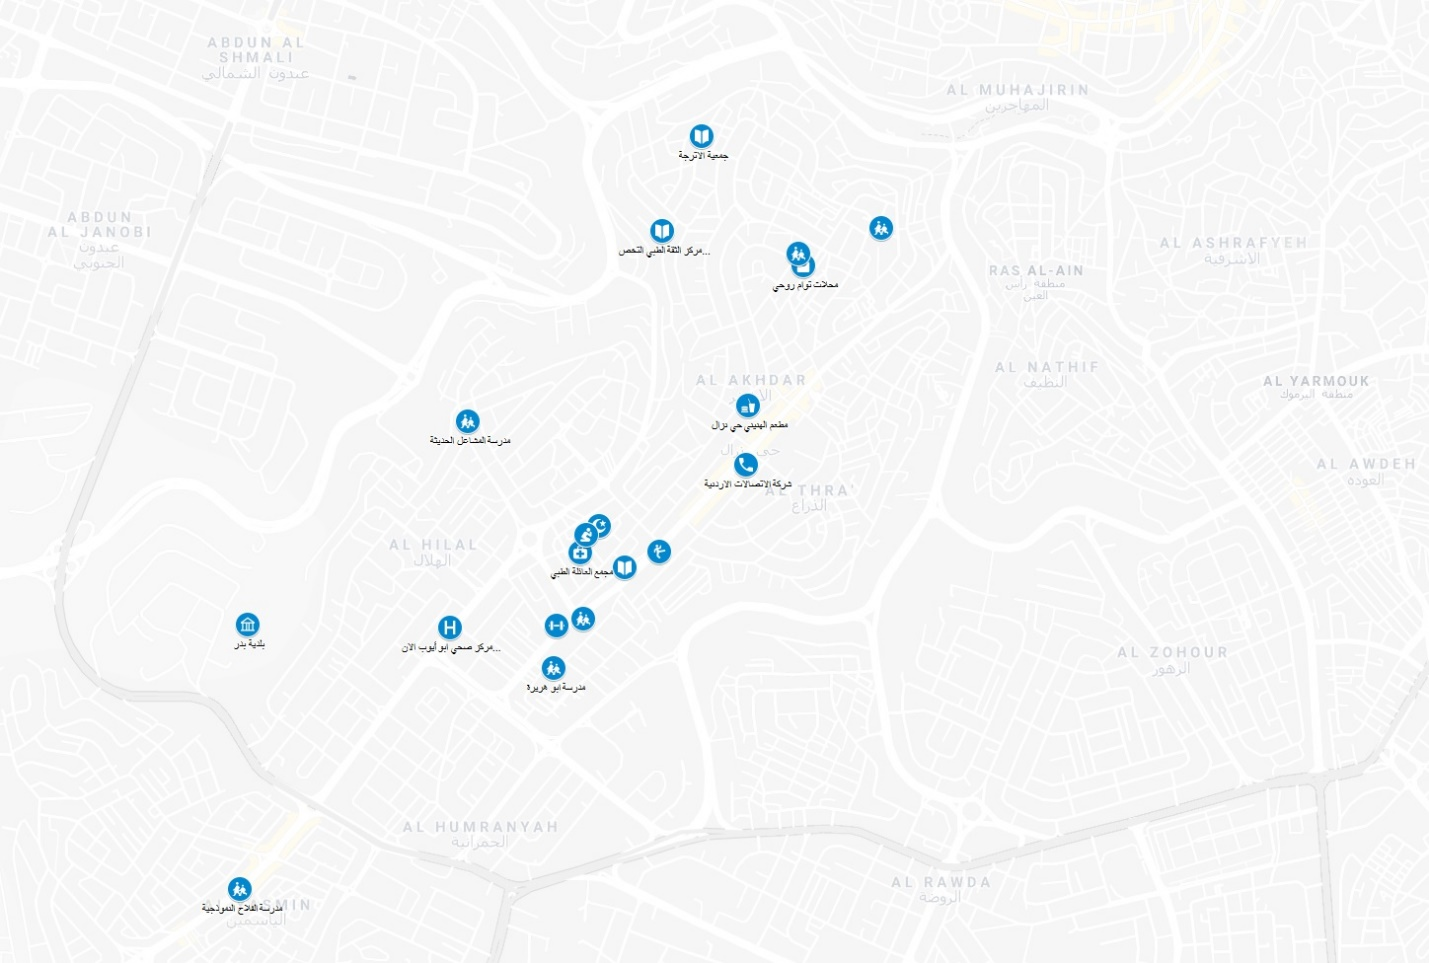 ABDUN AL
SHMALI
عبدون الشمالي
AL MUHAJIRIN
المهاجرين
جمعية الاترجة
ABDUN
AL JANOBI
عبدون
الجنوبي
مركز الثقة الطبي التخص...
محلات توام روحي
AL ASHRAFYEH
الاشرفية
RAS AL-AIN
منطقة راس
العين
AL AKHDAR
AL NATHIF
النظيف
AL YARMOUK
منطقة اليرموك
مطعم الهنيني حي نزال
مدرسة المشاعل الحديثة
شركة الاتصالات الاردنية
AL THRA'
الذراع
AL AWDEH
العودة
AL HILAL
الهلال
مجمع العائلة الطبي
بلدية بدر
مركز صحي ابو أيوب الان...
AL ZOHOUR
الزهور
مدرسة ابو هريرة
AL HUMRANYAH
الحمرانية
AL RAWDA
الروضة
مدرسة الفلاح النموذجية
الياسمين